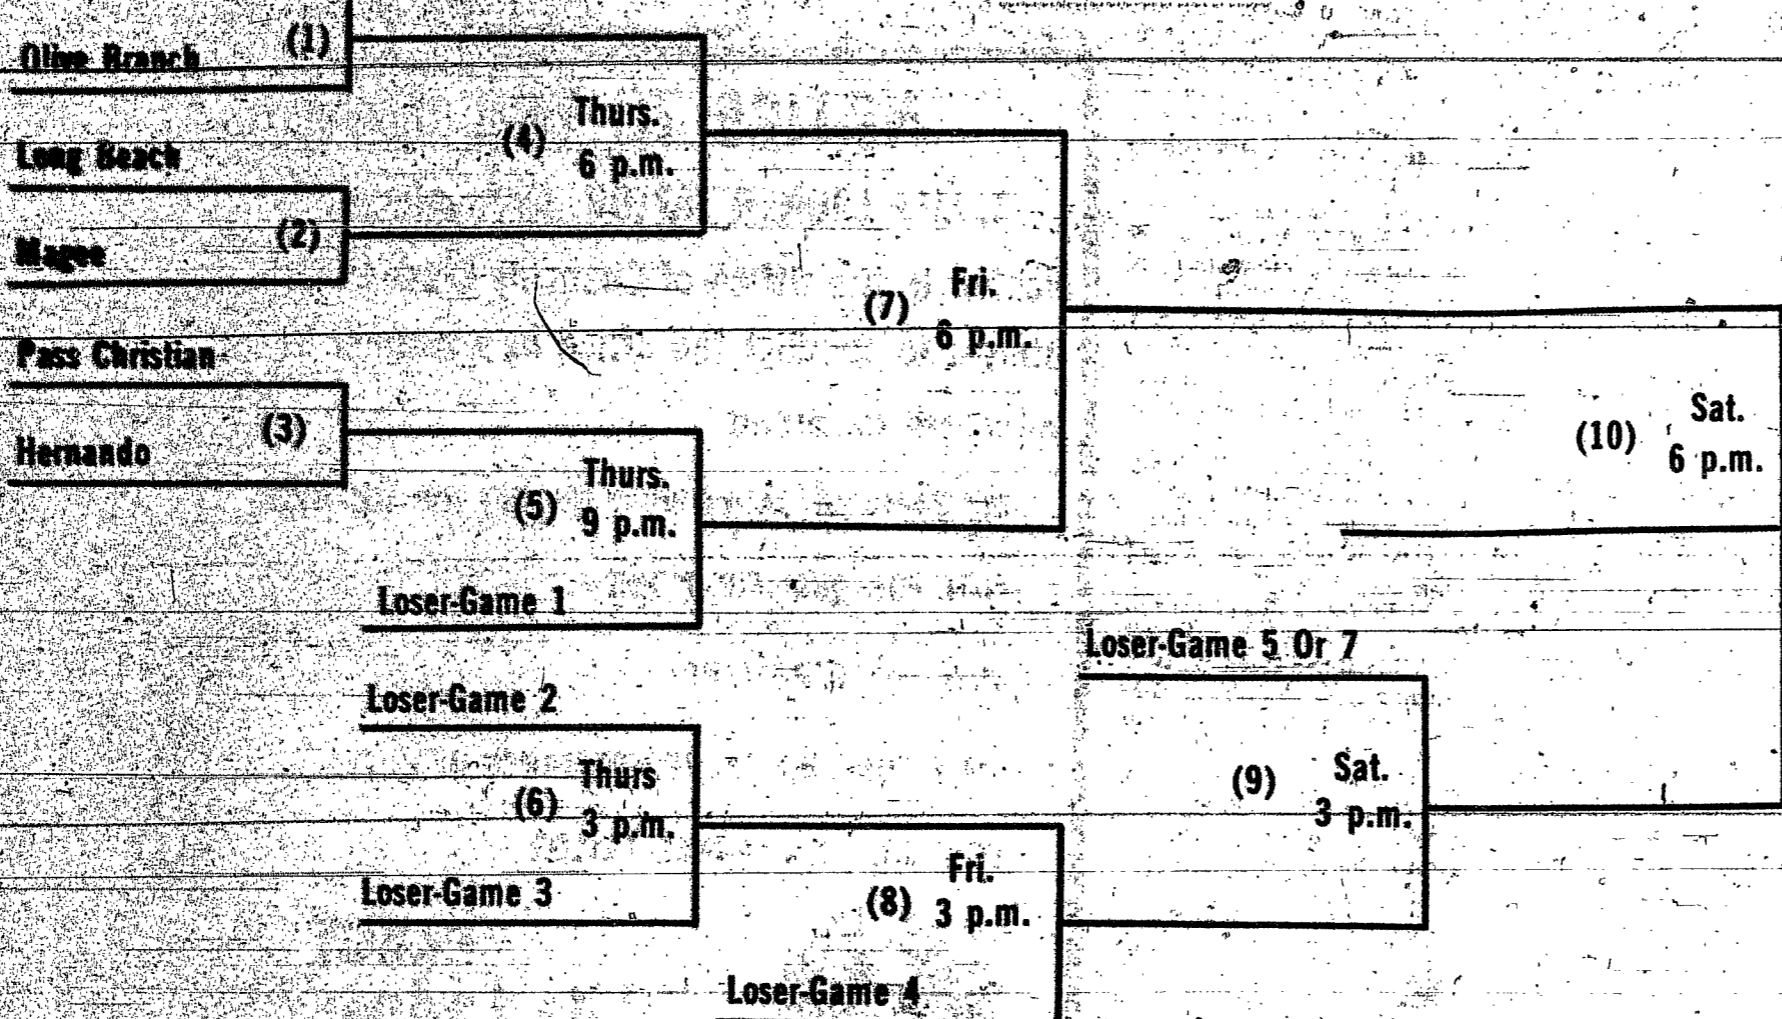 Olive Branch (1)
Thurs.
(4)
6 p.m.
Long Beach
Magee (2)
Fri.
(7)
6 p.m.
Pass Christian
Hernando (3)
Sat.
(10)
6 p.m.
Thurs.
(5)
9 p.m.
Loser-Game 1
Loser-Game 5 Or 7
Loser-Game 2
Thurs
(6)
3 p.m.
Loser-Game 3
Sat.
(9)
3 p.m.
Fri.
(8)
3 p.m.
Loser-Game 4